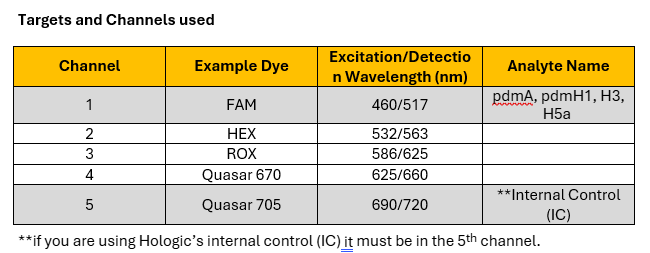 Targets and Channels used
Channel Example Dye Excitation/Detectio
n Wavelength (nm) Analyte Name
1 FAM 460/517 pdmA, pdmH1, H3,
H5a
2 HEX 532/563
3 ROX 586/625
4 Quasar 670 625/660
5 Quasar 705 690/720 **Internal Control
(IC)
**if you are using Hologic's internal control (IC) it must be in the 5th channel.